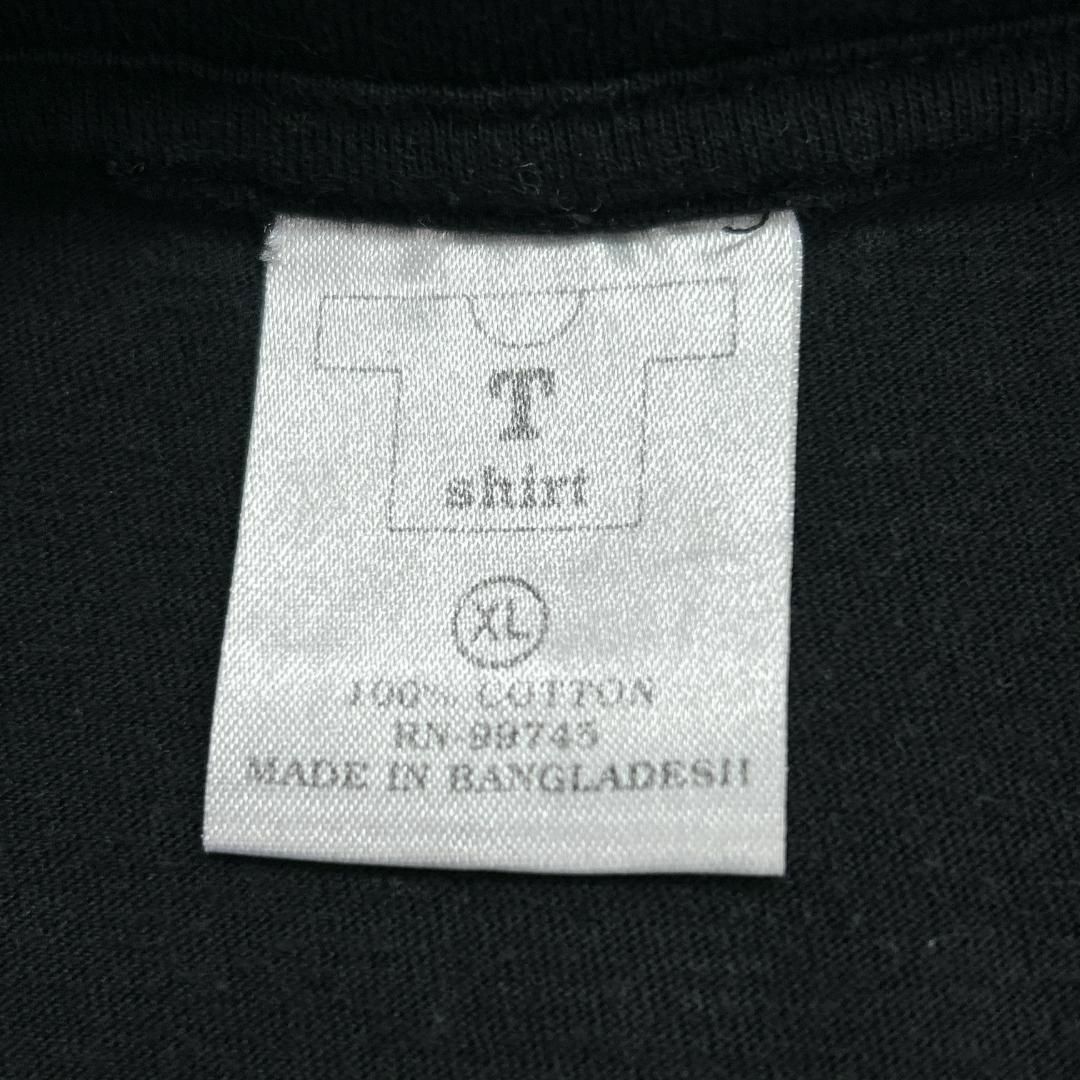 T
shirt
XL
100% COTTON
RN-99745
MADE IN BANGLADESH